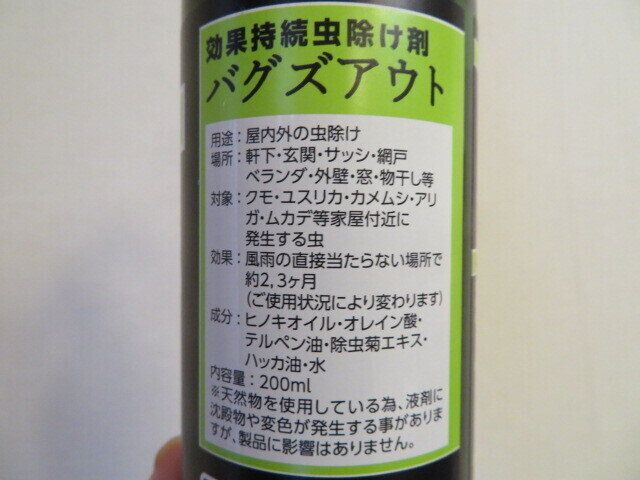 効果持続虫除け剤
バグズアウト
用途：屋内外の虫除け
場所：軒下・玄関・サッシ・網戸
ベランダ・外壁・窓・物干し等
対象：クモ・ユスリカ・カメムシ・アリ
ガ・ムカデ等家屋付近に
発生する虫
効果：風雨の直接当たらない場所で
約2,3ヶ月
(ご使用状況により変わります)
成分：ヒノキオイル・オレイン酸・
テルペン油・除虫菊エキス・
ハッカ油・水
内容量：200ml
※天然物を使用している為、液剤に
沈殿物や変色が発生する事がありま
すが、製品に影響はありません。